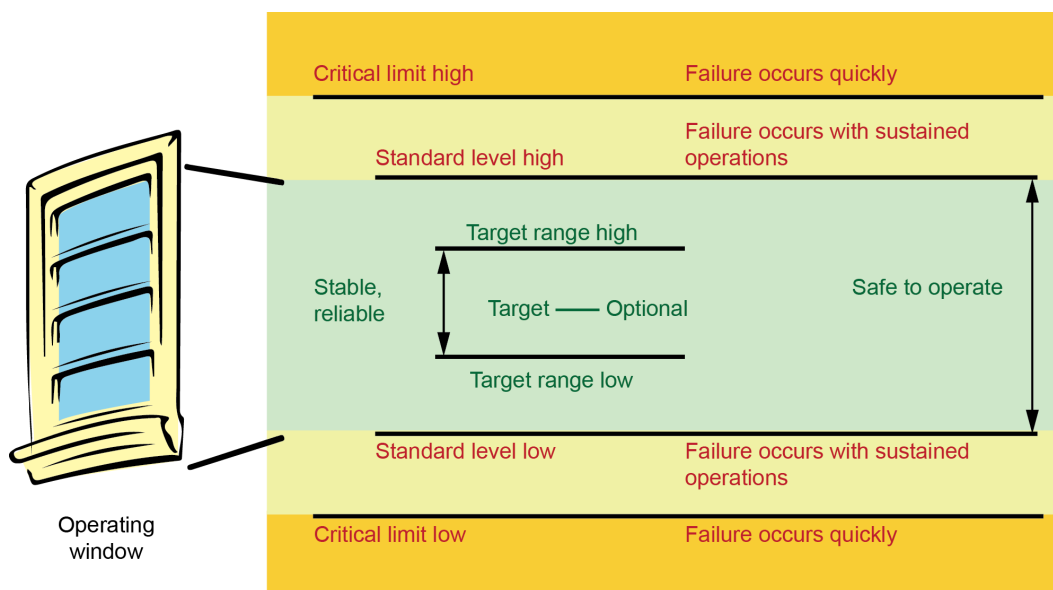 Critical limit high
Failure occurs quickly
Failure occurs with sustained
operations
Standard level high
Target range high
Stable,
reliable
Target
Optional
Safe to operate
Target range low
Standard level low
Failure occurs with sustained
operations
Critical limit low
Failure occurs quickly
Operating
window